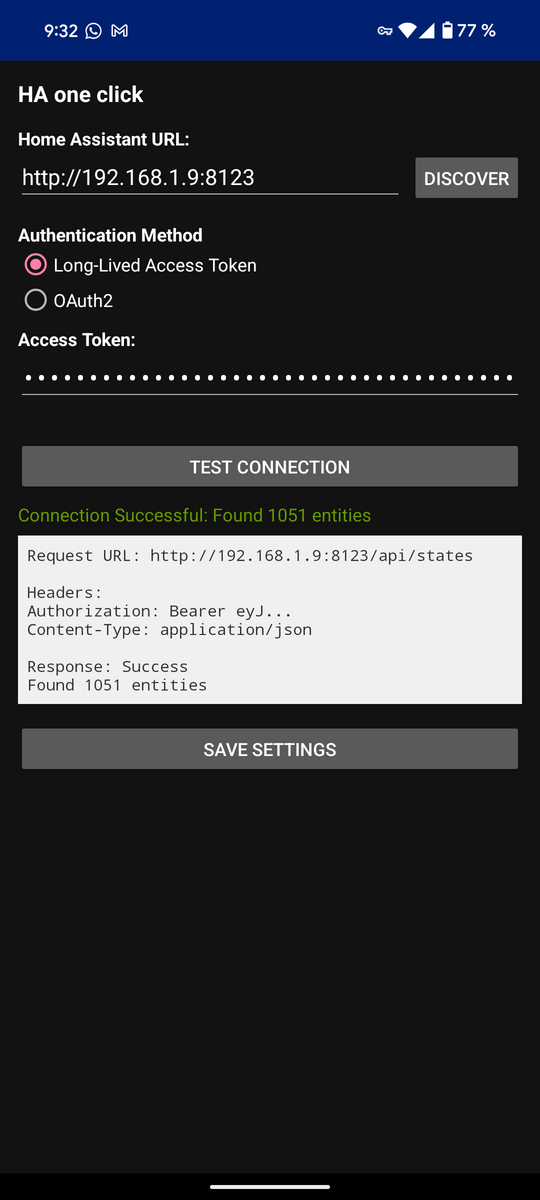 9:32 77 %
HA one click
Home Assistant URL:
http://192.168.1.9:8123 DISCOVER
Authentication Method
Long-Lived Access Token
OAuth2
Access Token:
••••••••••••••••••••••••••••••••••••••
TEST CONNECTION
Connection Successful: Found 1051 entities
Request URL: http://192.168.1.9:8123/api/states
Headers:
Authorization: Bearer eyJ...
Content-Type: application/json
Response: Success
Found 1051 entities
SAVE SETTINGS